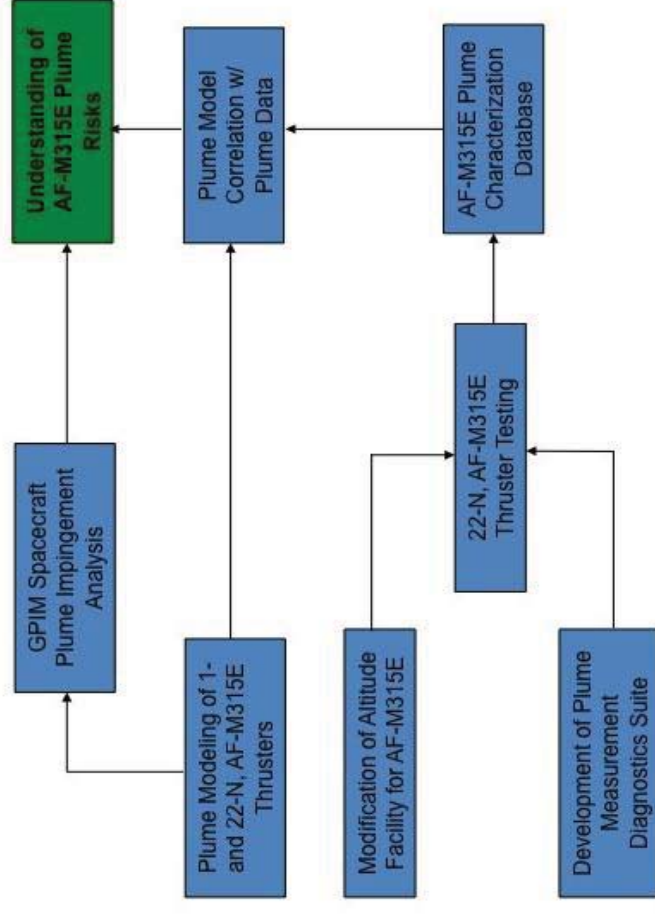 GPIM Spacecraft
Plume Impingement
Analysis
Understanding of
AF-M315E Plume
Risks
Plume Modeling of 1-
and 22-N, AF-M315E
Thrusters
Plume Model
Correlation w/
Plume Data
Modification of Altitude
Facility for AF-M315E
22-N, AF-M315E
Thruster Testing
AF-M315E Plume
Characterization
Database
Development of Plume
Measurement
Diagnostics Suite